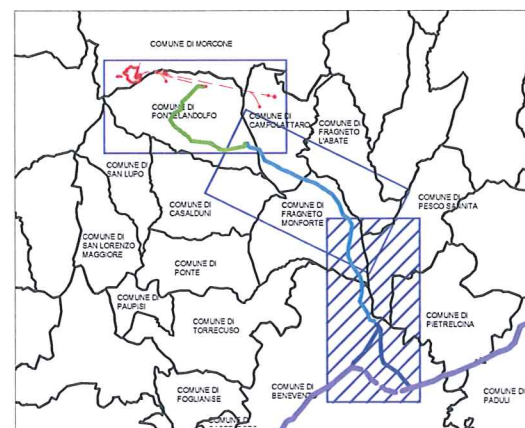 COMUNE DI MORCONE
COMUNE DI
PONTELANDOLFO
COMUNE DI
CAMPOLATTARO
COMUNE DI
FRAGNETO
L'ABATE
COMUNE DI
SAN LUPO
COMUNE DI
CASALDUNI
COMUNE DI
FRAGNETO
MONFORTE
COMUNE DI
PESCO SANNITA
COMUNE DI
SAN LORENZO
MAGGIORE
COMUNE DI
PONTE
COMUNE DI
PAUPISI
COMUNE DI
TORRECUSO
COMUNE DI
PIETRELCINA
COMUNE DI
FOGLIANISE
COMUNE DI
BENEVENTO
COMUNE DI
PADULI
COMUNE DI